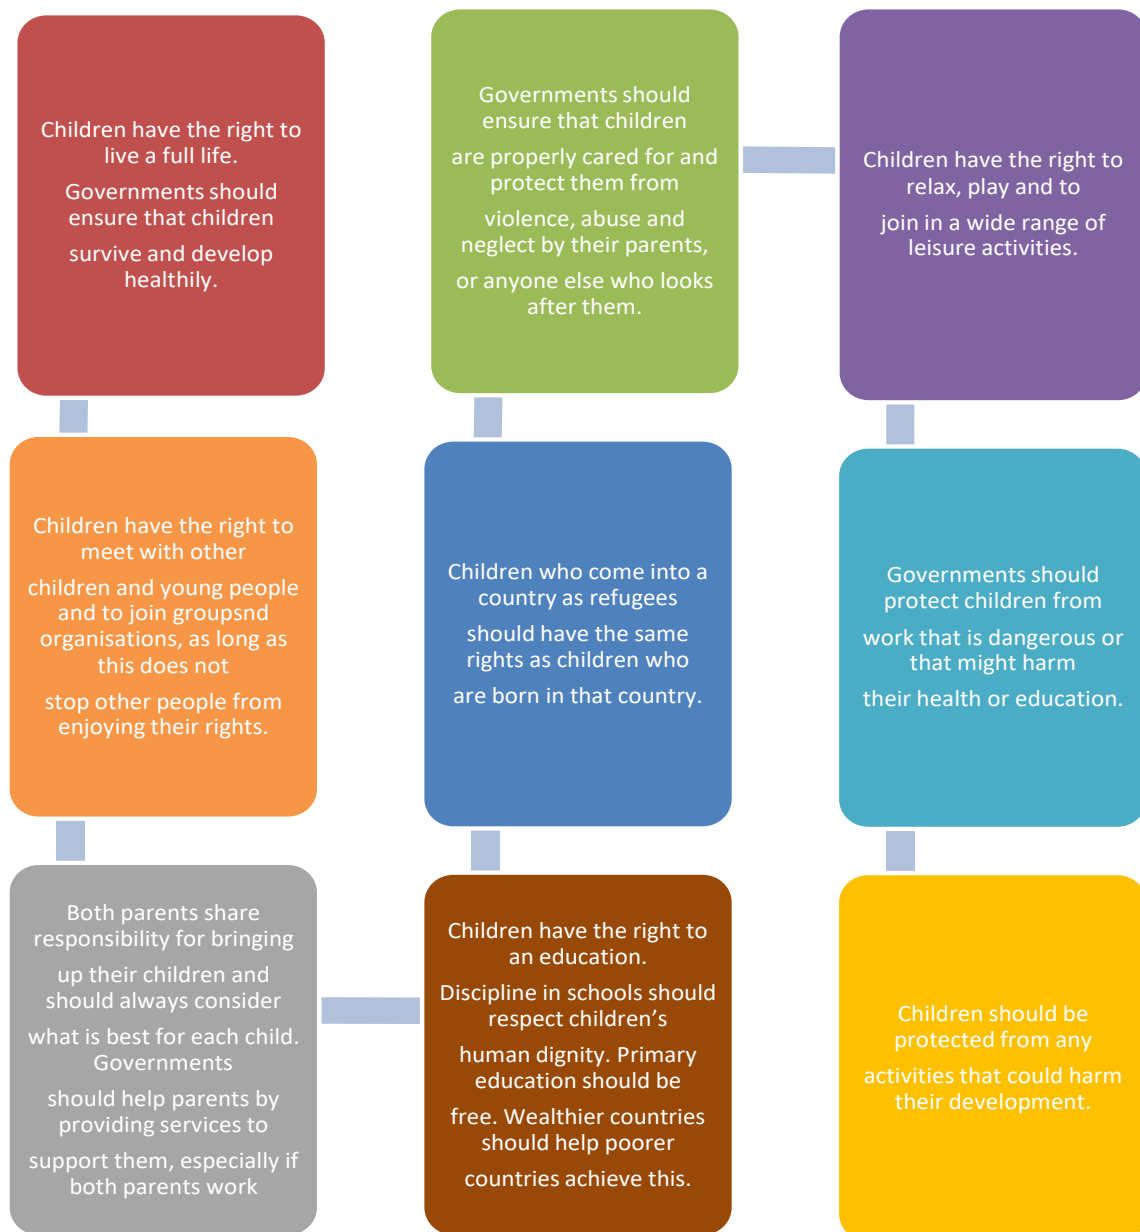 Children have the right to
live a full life.
Governments should
ensure that children
survive and develop
healthily.
Children have the right to
meet with other
children and young people
and to join groupsnd
organisations, as long as
this does not
stop other people from
enjoying their rights.
Both parents share
responsibility for bringing
up their children and
should always consider
what is best for each child.
Governments
should help parents by
providing services to
support them, especially if
both parents work
Children have the right to
an education.
Discipline in schools should
respect children’s
human dignity. Primary
education should be
free. Wealthier countries
should help poorer
countries achieve this.
Children who come into a
country as refugees
should have the same
rights as children who
are born in that country.
Governments should
ensure that children
are properly cared for and
protect them from
violence, abuse and
neglect by their parents,
or anyone else who looks
after them.
Children have the right to
relax, play and to
join in a wide range of
leisure activities.
Governments should
protect children from
work that is dangerous or
that might harm
their health or education.
Children should be
protected from any
activities that could harm
their development.